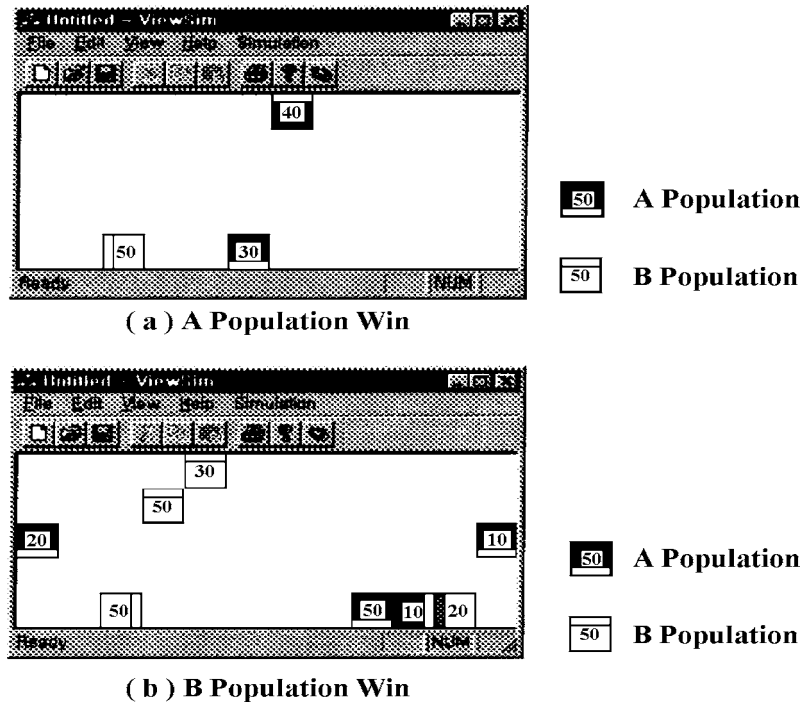 Untitled - ViewSim
File Edit View Help Simulation
40
50 30
Ready NUM
50 A Population
50 B Population
( a ) A Population Win
Untitled - ViewSim
File Edit View Help Simulation
30
50
20 10
50 50 10 20
Ready NUM
50 A Population
50 B Population
( b ) B Population Win